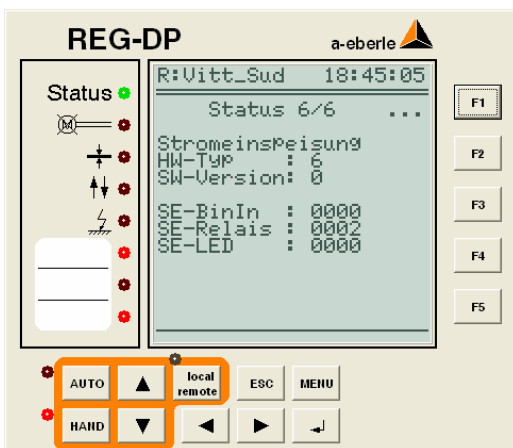 REG-DP
a-eberle
R:Vitt_Sud 18:45:05
Status 6/6 ...
Stromeinspeisung
HW-Typ : 6
SW-Version: 0
SE-BinIn : 0000
SE-Relais : 0002
SE-LED : 0000
Status
M
F1
F2
F3
F4
F5
AUTO
local
remote
ESC
MENU
HAND